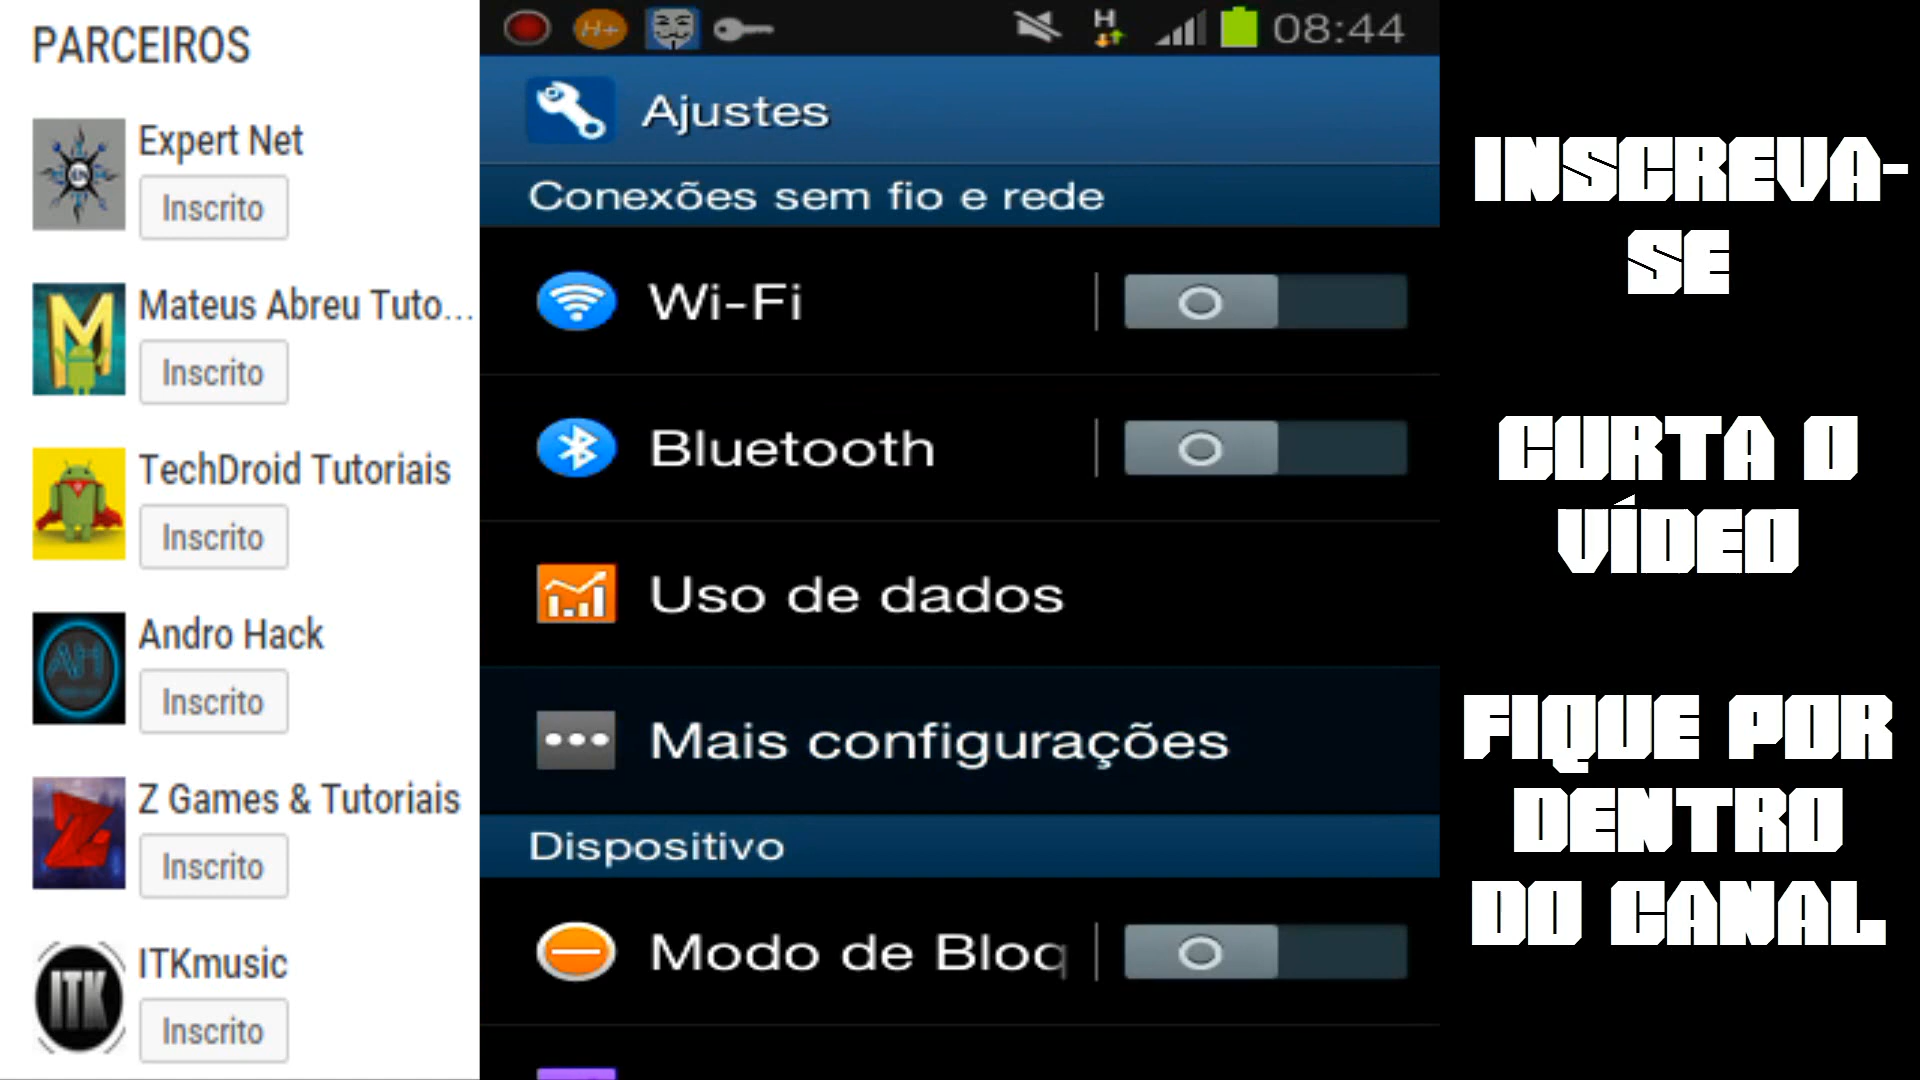 PARCEIROS
Expert Net
Inscrito
Mateus Abreu Tuto...
Inscrito
TechDroid Tutoriais
Inscrito
AH
Andro Hack
Inscrito
Z Games & Tutoriais
Inscrito
ITK
ITKmusic
Inscrito
H+
H
08:44
Ajustes
Conexões sem fio e rede
Wi-Fi
Bluetooth
Uso de dados
Mais configurações
Dispositivo
Modo de Bloq
INSCREVA-
SE
CURTA O
VÍDEO
FIQUE POR
DENTRO
DO CANAL